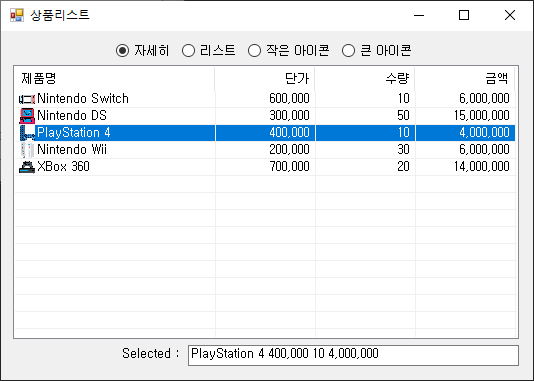 상품리스트
자세히 리스트 작은 아이콘 큰 아이콘
제품명 단가 수량 금액
Nintendo Switch 600,000 10 6,000,000
Nintendo DS 300,000 50 15,000,000
PlayStation 4 400,000 10 4,000,000
Nintendo Wii 200,000 30 6,000,000
XBox 360 700,000 20 14,000,000
Selected : PlayStation 4 400,000 10 4,000,000